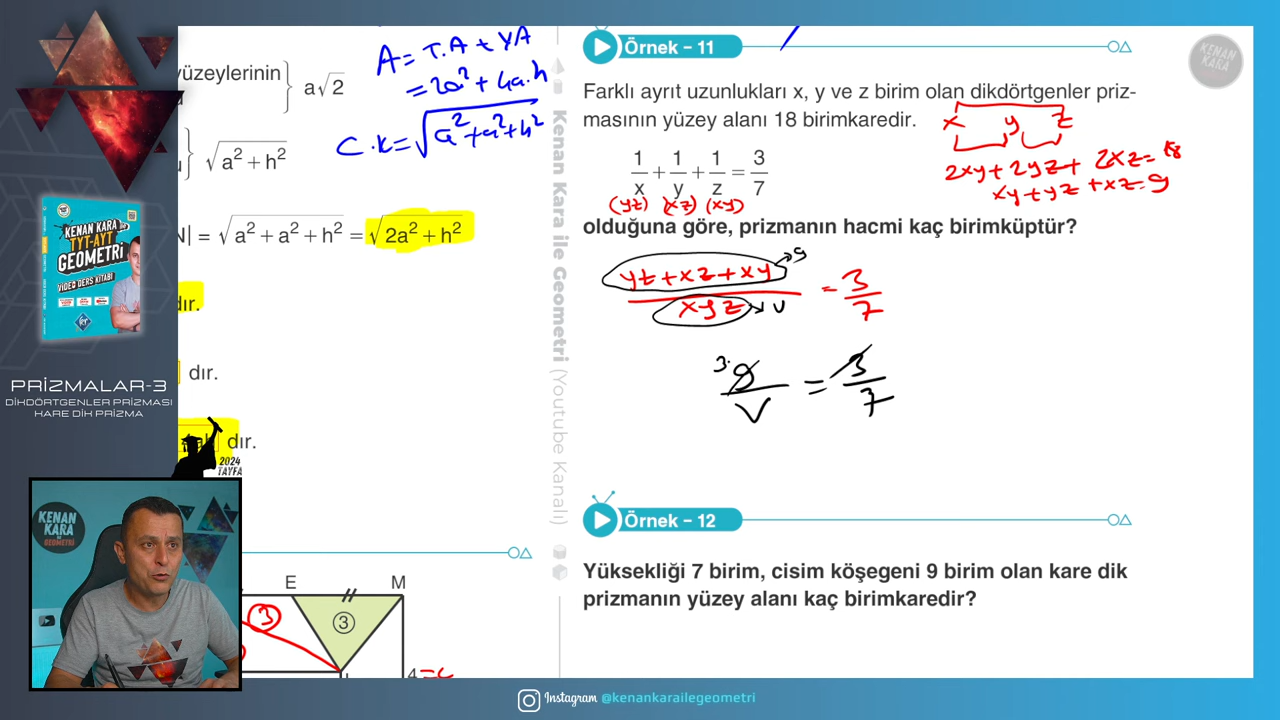 yüzeylerinin
a√2
√a² + h²
N| = √a² + a² + h² = √2a² + h²
dır.
dır.
dır.
A = T.A + YA
= 2a² + 4a.h
C.K = √a² + a² + h²
2024
TAYFA
E
M
3
③
4
KENAN KARA
TYT-AYT
GEOMETRİ
VİDEO DERS KİTABI
PRİZMALAR-3
DİKDÖRTGENLER PRİZMASI
KARE DİK PRİZMA
KENAN
KARA
GEOMETRİ
Kenan Kara ile Geometri (Youtube Kanalı)
Örnek – 11
KENAN
KARA
Farklı ayrıt uzunlukları x, y ve z birim olan dikdörtgenler priz-
masının yüzey alanı 18 birimkaredir.
x y z
2xy + 2yz + 2xz = 18
xy + yz + xz = 9
1/x + 1/y + 1/z = 3/7
(yz) (xz) (xy)
olduğuna göre, prizmanın hacmi kaç birimküptür?
yz + xz + xy → 9
xyz → V
= 3/7
3. 9/V = 3/7
Örnek – 12
Yüksekliği 7 birim, cisim köşegeni 9 birim olan kare dik
prizmanın yüzey alanı kaç birimkaredir?
Instagram @kenankarailegeometri